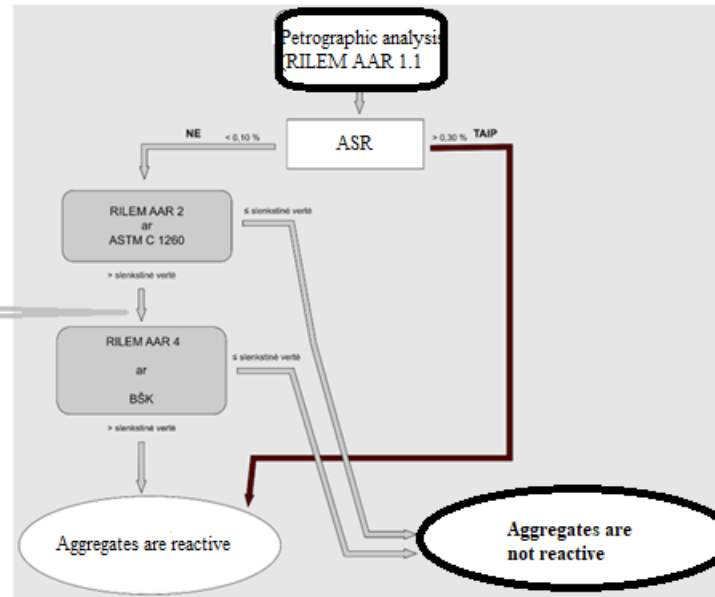 Petrographic analysis
(RILEM AAR 1.1
NE
< 0,10 %
ASR
> 0,30 %
TAIP
RILEM AAR 2
ar
ASTM C 1260
≤ slenkstinė vertė
> slenkstinė vertė
RILEM AAR 4
ar
BŠK
≤ slenkstinė vertė
> slenkstinė vertė
Aggregates are reactive
Aggregates are
not reactive